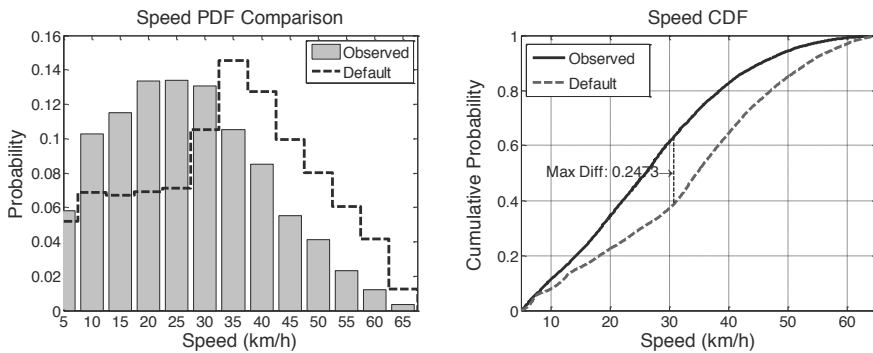 Speed PDF Comparison
0.16
0.14
0.12
0.1
0.08
0.06
0.04
0.02
0
Probability
Observed
Default
5 10 15 20 25 30 35 40 45 50 55 60 65
Speed (km/h)
Speed CDF
1
0.8
0.6
0.4
0.2
0
Cumulative Probability
Observed
Default
Max Diff: 0.2473→
10 20 30 40 50 60
Speed (km/h)